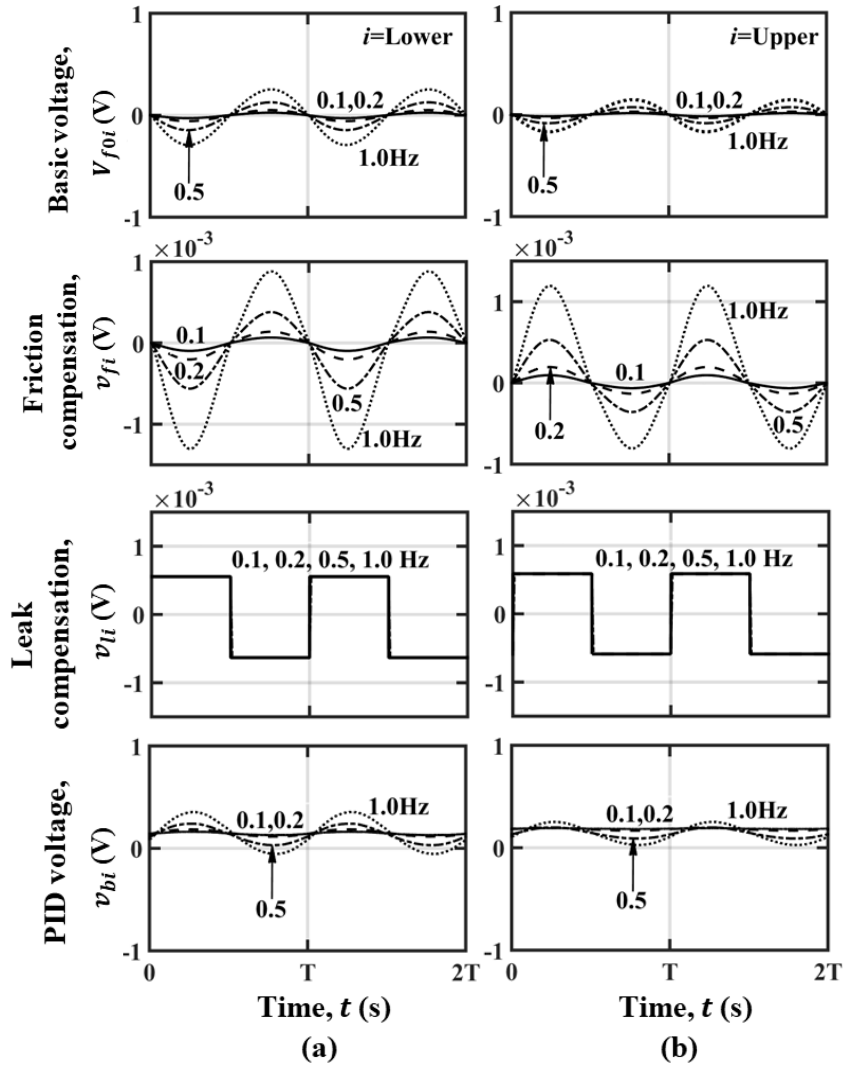 Basic voltage,
V_f0i (V)
1
0
-1
i=Lower
0.1,0.2
0.5
1.0Hz
1
0
-1
i=Upper
0.1,0.2
0.5
1.0Hz
Friction
compensation,
v_fi (V)
×10⁻³
1
0
-1
0.1
0.2
0.5
1.0Hz
×10⁻³
1
0
-1
1.0Hz
0.1
0.2
0.5
Leak
compensation,
v_li (V)
×10⁻³
1
0
-1
0.1, 0.2, 0.5, 1.0 Hz
×10⁻³
1
0
-1
0.1, 0.2, 0.5, 1.0 Hz
PID voltage,
v_bi (V)
1
0
-1
0.1,0.2
1.0Hz
0.5
0
T
2T
Time, t (s)
(a)
1
0
-1
0.1,0.2
1.0Hz
0.5
0
T
2T
Time, t (s)
(b)